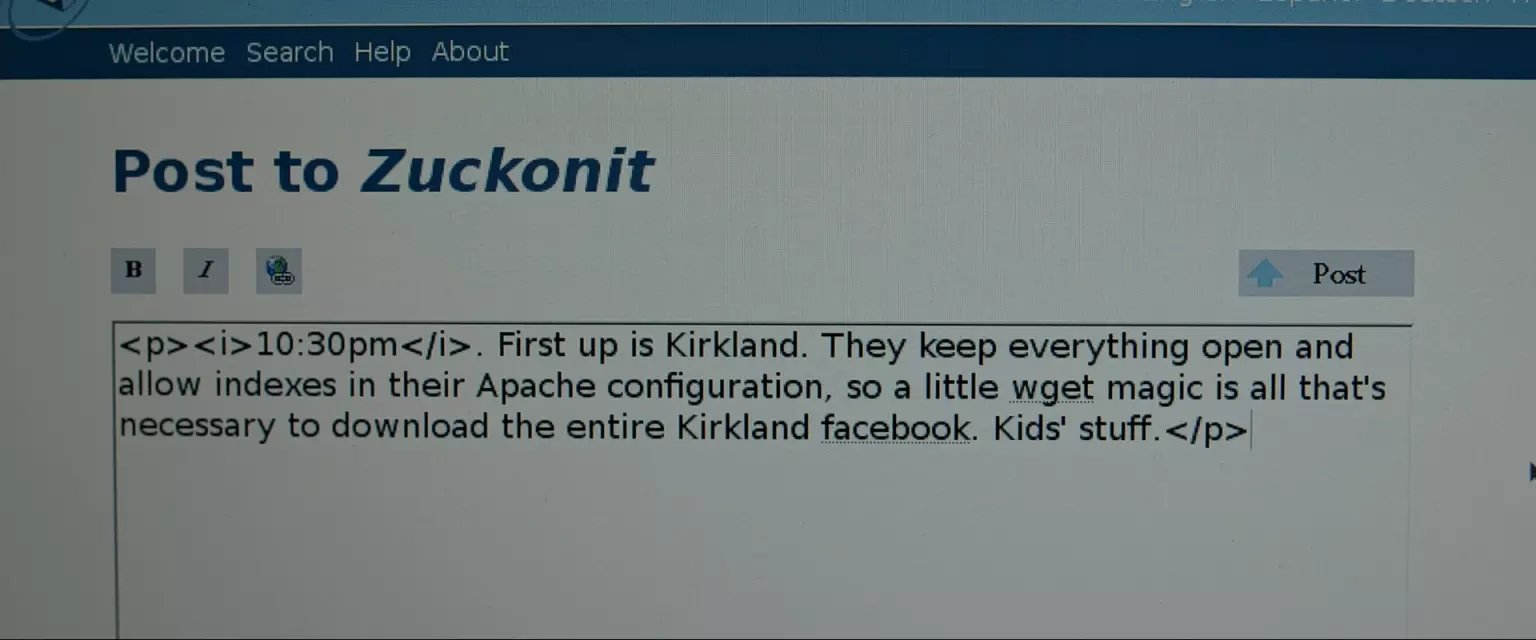 Welcome Search Help About
Post to Zuckonit
B I Post
<p><i>10:30pm</i>. First up is Kirkland. They keep everything open and
allow indexes in their Apache configuration, so a little wget magic is all that's
necessary to download the entire Kirkland facebook. Kids' stuff.</p>